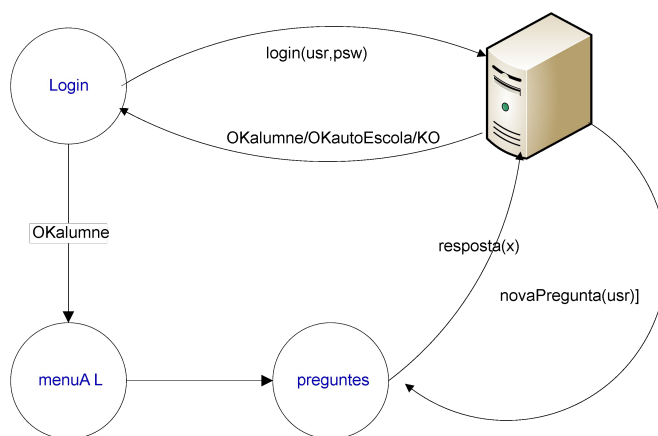 login(usr,psw)
Login
OKalumne/OKautoEscola/KO
OKalumne
resposta(x)
novaPregunta(usr)]
menuA L
preguntes